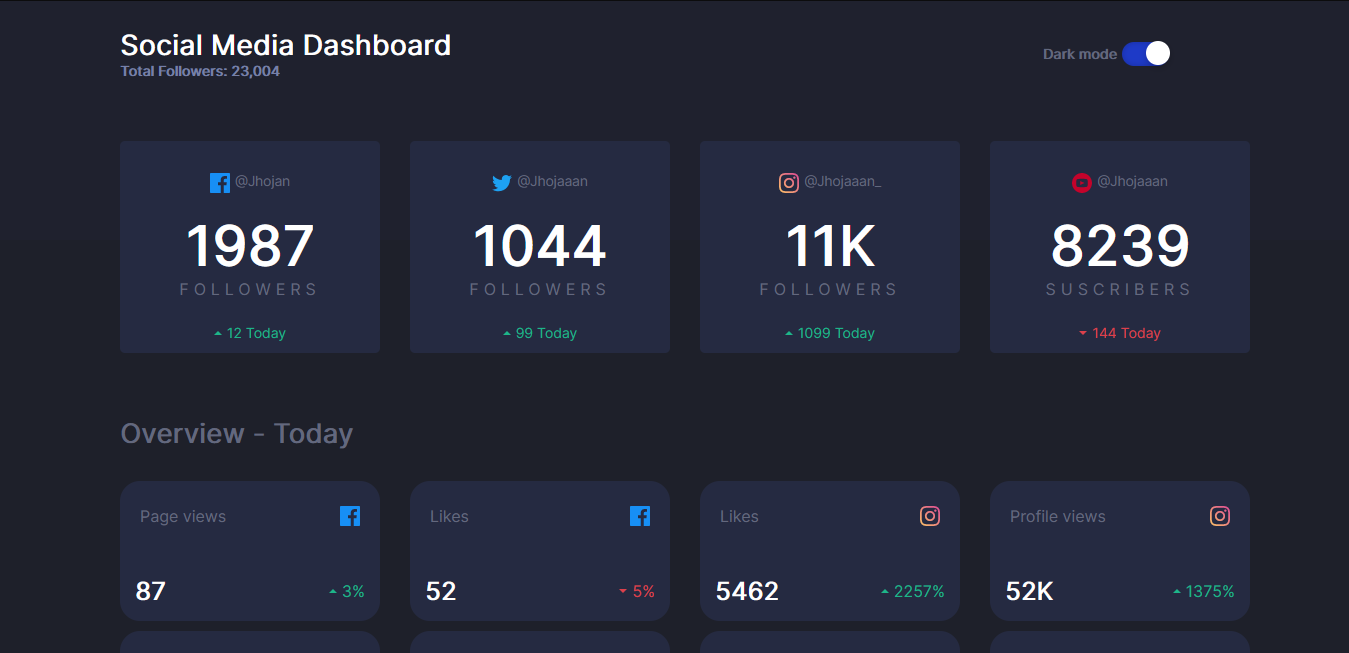 Social Media Dashboard
Total Followers: 23,004
Dark mode
@Jhojan
1987
FOLLOWERS
12 Today
@Jhojaaan
1044
FOLLOWERS
99 Today
@Jhojaaan_
11K
FOLLOWERS
1099 Today
@Jhojaaan
8239
SUSCRIBERS
144 Today
Overview - Today
Page views
87
3%
Likes
52
5%
Likes
5462
2257%
Profile views
52K
1375%